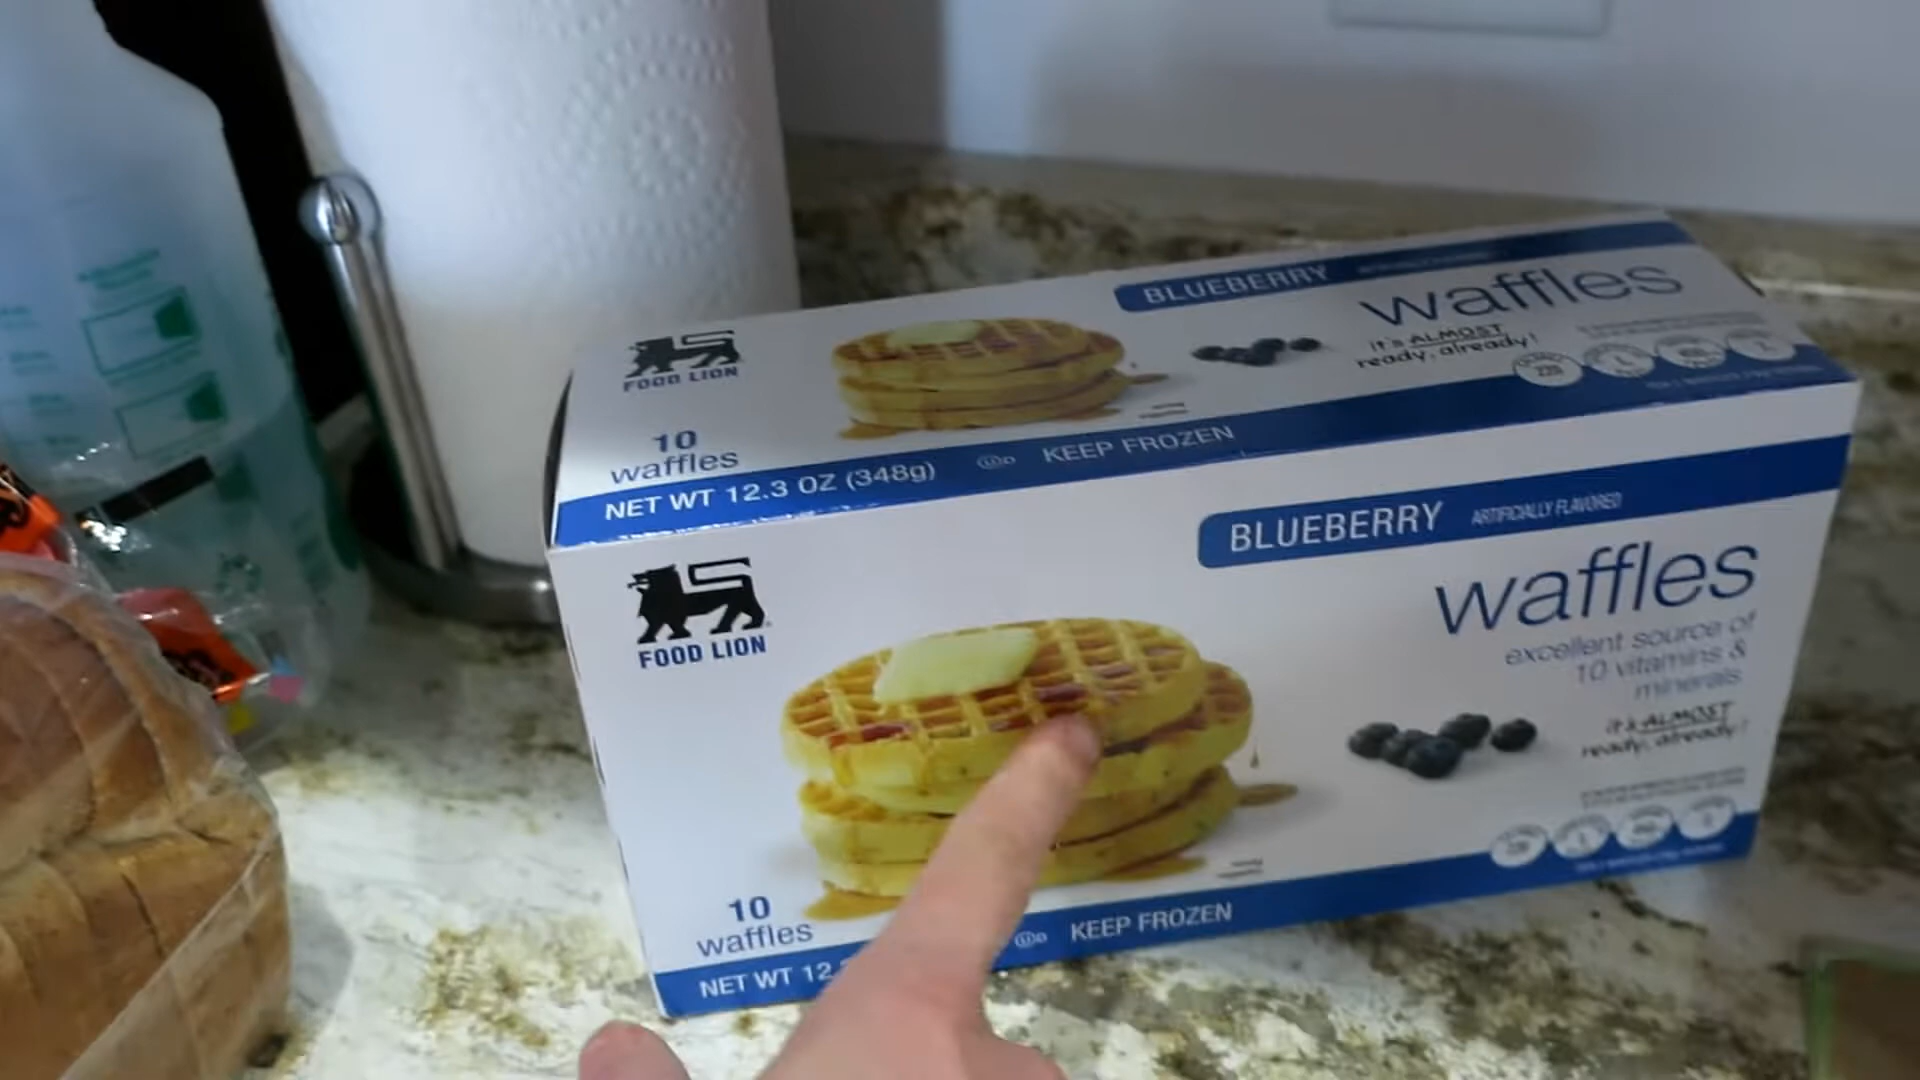 BLUEBERRY
waffles
it's ALMOST
ready, already!
FOOD LION
10
waffles
NET WT 12.3 OZ (348g)
KEEP FROZEN
BLUEBERRY ARTIFICIALLY FLAVORED
waffles
excellent source of
10 vitamins &
minerals
it's ALMOST
ready, already!
FOOD LION
10
waffles
NET WT 12
KEEP FROZEN